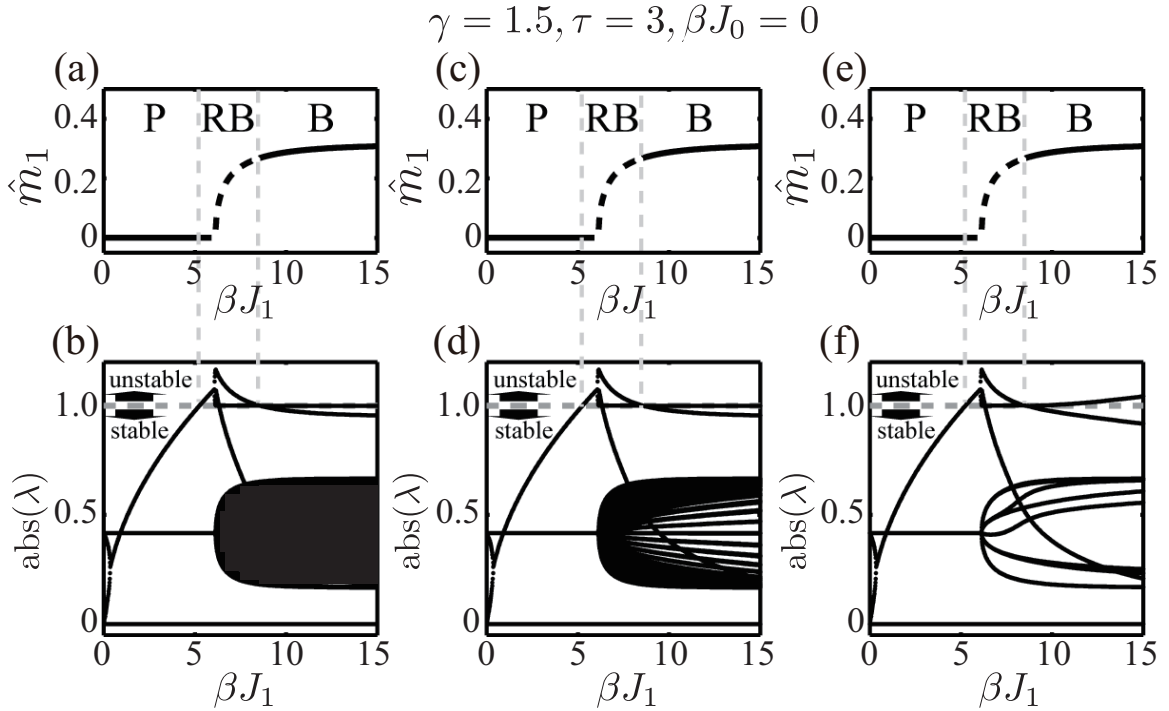 γ = 1.5, τ = 3, βJ₀ = 0
(a) (c) (e)
P RB B P RB B P RB B
0.4 0.4 0.4
0.2 0.2 0.2
0 0 0
m̂₁ m̂₁ m̂₁
0 5 10 15 0 5 10 15 0 5 10 15
βJ₁ βJ₁ βJ₁
(b) (d) (f)
unstable unstable unstable
1.0 1.0 1.0
stable stable stable
0.5 0.5 0.5
abs(λ) abs(λ) abs(λ)
0 0 0
0 5 10 15 0 5 10 15 0 5 10 15
βJ₁ βJ₁ βJ₁